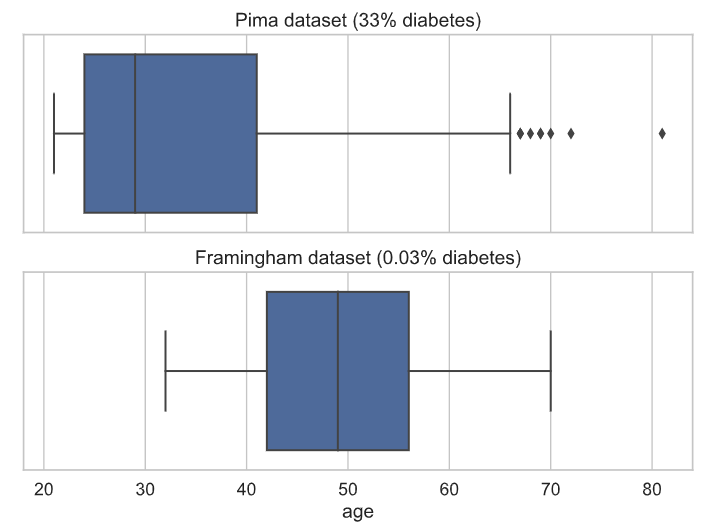 Pima dataset (33% diabetes)
Framingham dataset (0.03% diabetes)
20 30 40 50 60 70 80
age